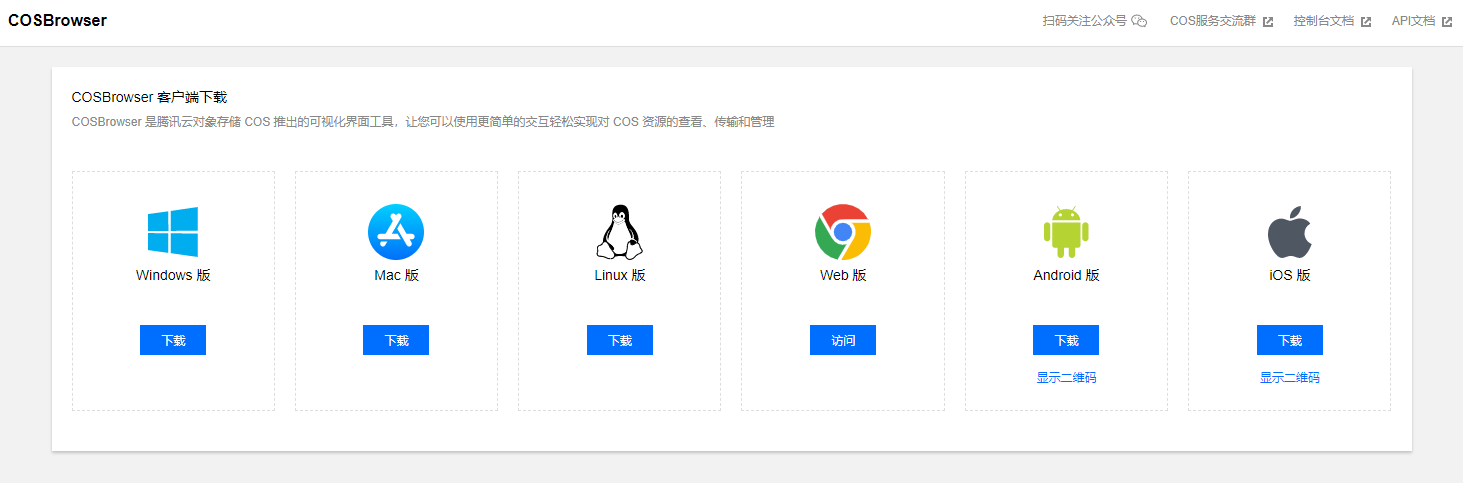 COSBrowser
扫码关注公众号
COS服务交流群
控制台文档
API文档
COSBrowser 客户端下载
COSBrowser 是腾讯云对象存储 COS 推出的可视化界面工具，让您可以使用更简单的交互轻松实现对 COS 资源的查看、传输和管理
Windows 版
Mac 版
Linux 版
Web 版
Android 版
iOS 版
下载
下载
下载
访问
下载
下载
显示二维码
显示二维码